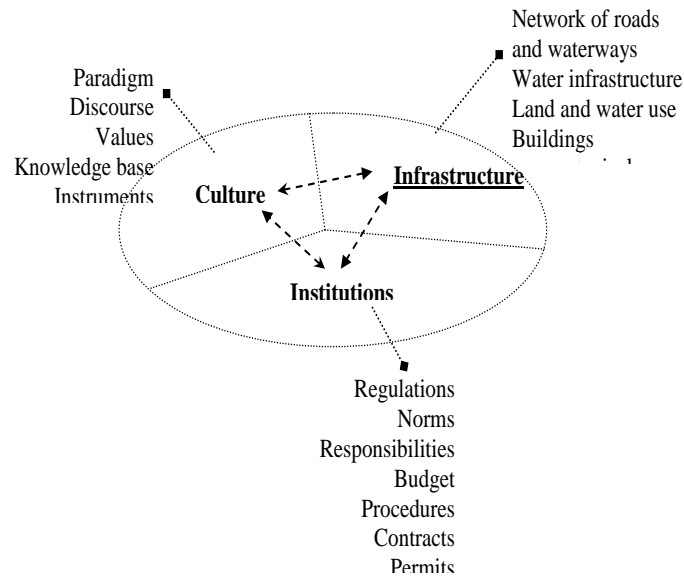 Network of roads
and waterways
Water infrastructure
Land and water use
Buildings
Paradigm
Discourse
Values
Knowledge base
Instruments
Culture
Infrastructure
Institutions
Regulations
Norms
Responsibilities
Budget
Procedures
Contracts
Permits